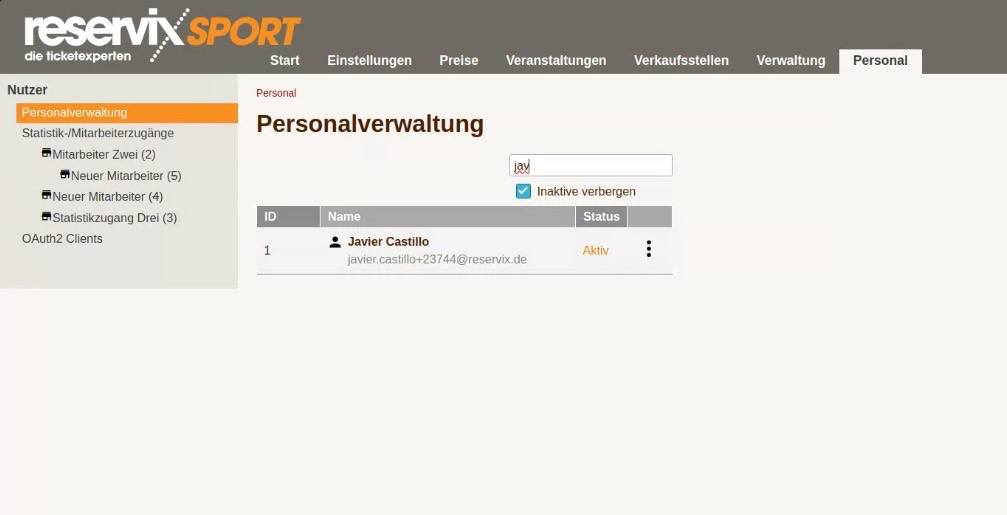 reservix SPORT
die ticketexperten
Start Einstellungen Preise Veranstaltungen Verkaufsstellen Verwaltung Personal
Nutzer
Personalverwaltung
Statistik-/Mitarbeiterzugänge
Mitarbeiter Zwei (2)
Neuer Mitarbeiter (5)
Neuer Mitarbeiter (4)
Statistikzugang Drei (3)
OAuth2 Clients
Personal
Personalverwaltung
jav
Inaktive verbergen
ID Name Status
1 Javier Castillo Aktiv
javier.castillo+23744@reservix.de